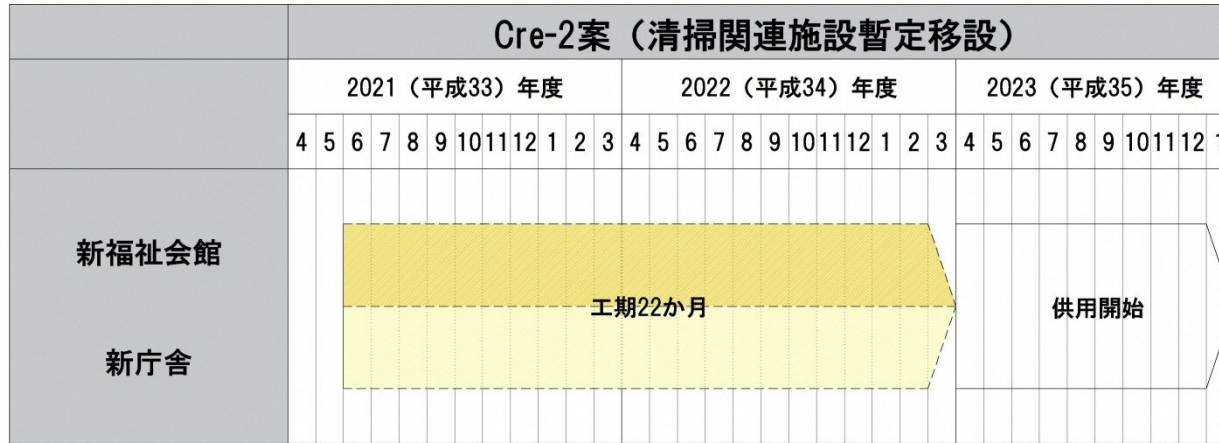 Cre-2案（清掃関連施設暫定移設）
2021（平成33）年度 2022（平成34）年度 2023（平成35）年度
4 5 6 7 8 9 10 11 12 1 2 3 4 5 6 7 8 9 10 11 12 1 2 3 4 5 6 7 8 9 10 11 12
新福祉会館
工期22か月 供用開始
新庁舎